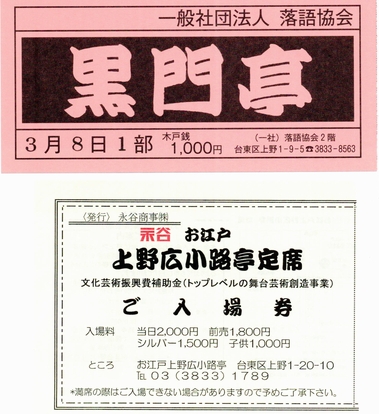 一般社団法人 落語協会
黒門亭
3月8日1部 木戸銭 1,000円 (一社)落語協会2階 台東区上野1-9-5☎3833-8563
(発行) 永谷商事㈱
永谷 お江戸
上野広小路亭定席
文化芸術振興費補助金(トップレベルの舞台芸術創造事業)
ご入場券
入場料 当日2,000円 前売1,800円
シルバー1,500円 子供1,000円
ところ お江戸上野広小路亭 台東区上野1-20-10
℡ 03(3833)1789
*満席の際はご入場できない場合がありますので予めご了承下さい。